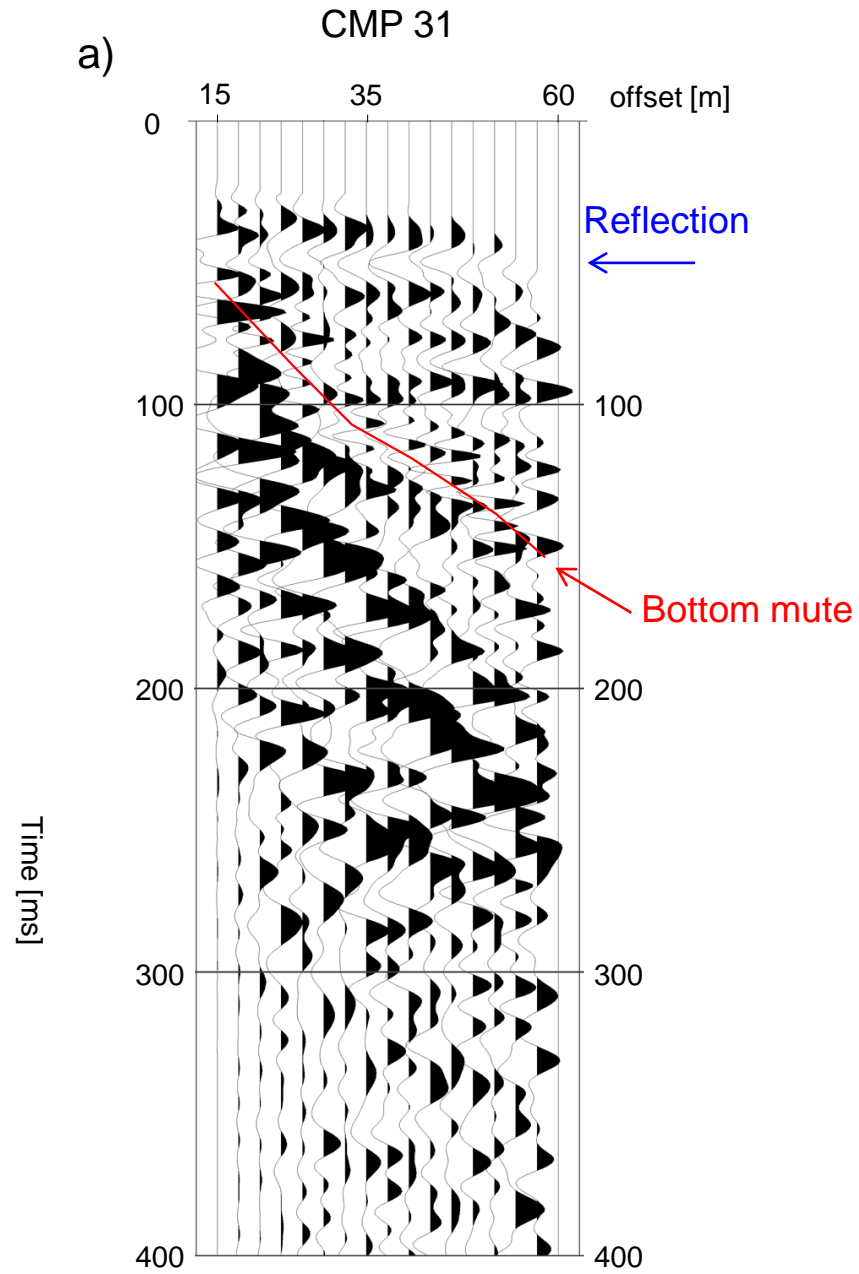 CMP 31
a)
15 35 60 offset [m]
0
Reflection
100 100
Bottom mute
200 200
Time [ms]
300 300
400 400